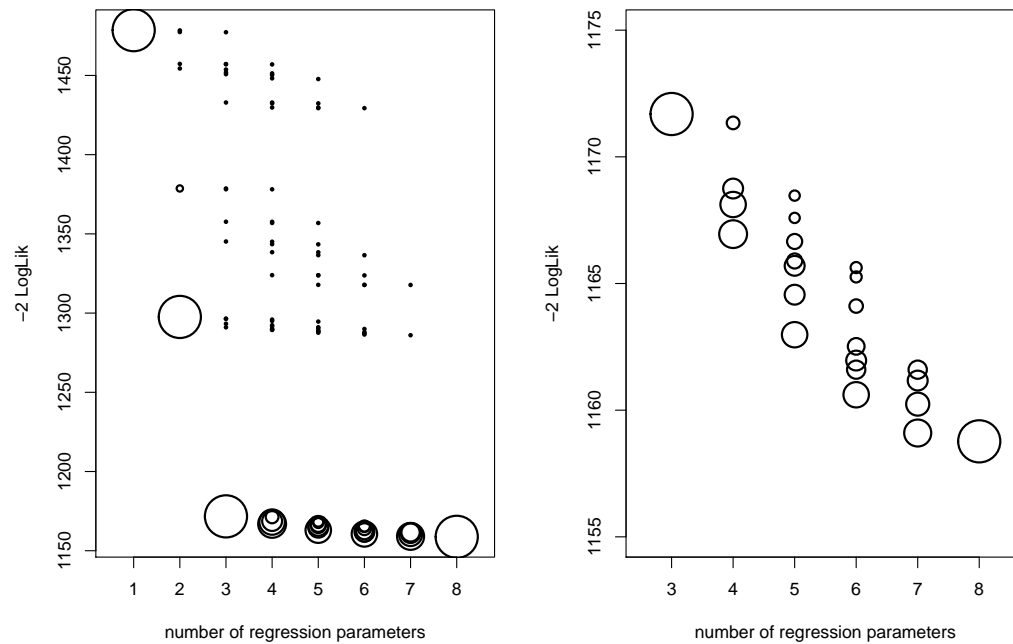 1150 1200 1250 1300 1350 1400 1450
−2 LogLik
1 2 3 4 5 6 7 8
number of regression parameters
1155 1160 1165 1170 1175
−2 LogLik
3 4 5 6 7 8
number of regression parameters